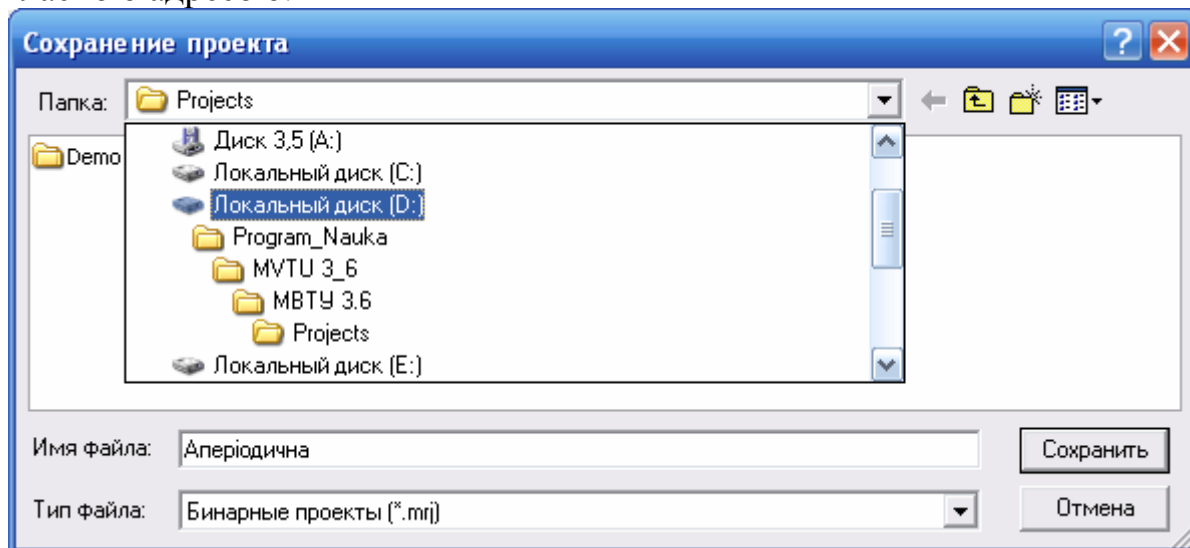 Сохранение проекта
Папка: Projects
Demo
Диск 3,5 (A:)
Локальный диск (C:)
Локальный диск (D:)
Program_Nauka
MVTU 3_6
МВТУ 3.6
Projects
Локальный диск (E:)
Имя файла: Аперіодична Сохранить
Тип файла: Бинарные проекты (*.mrj) Отмена